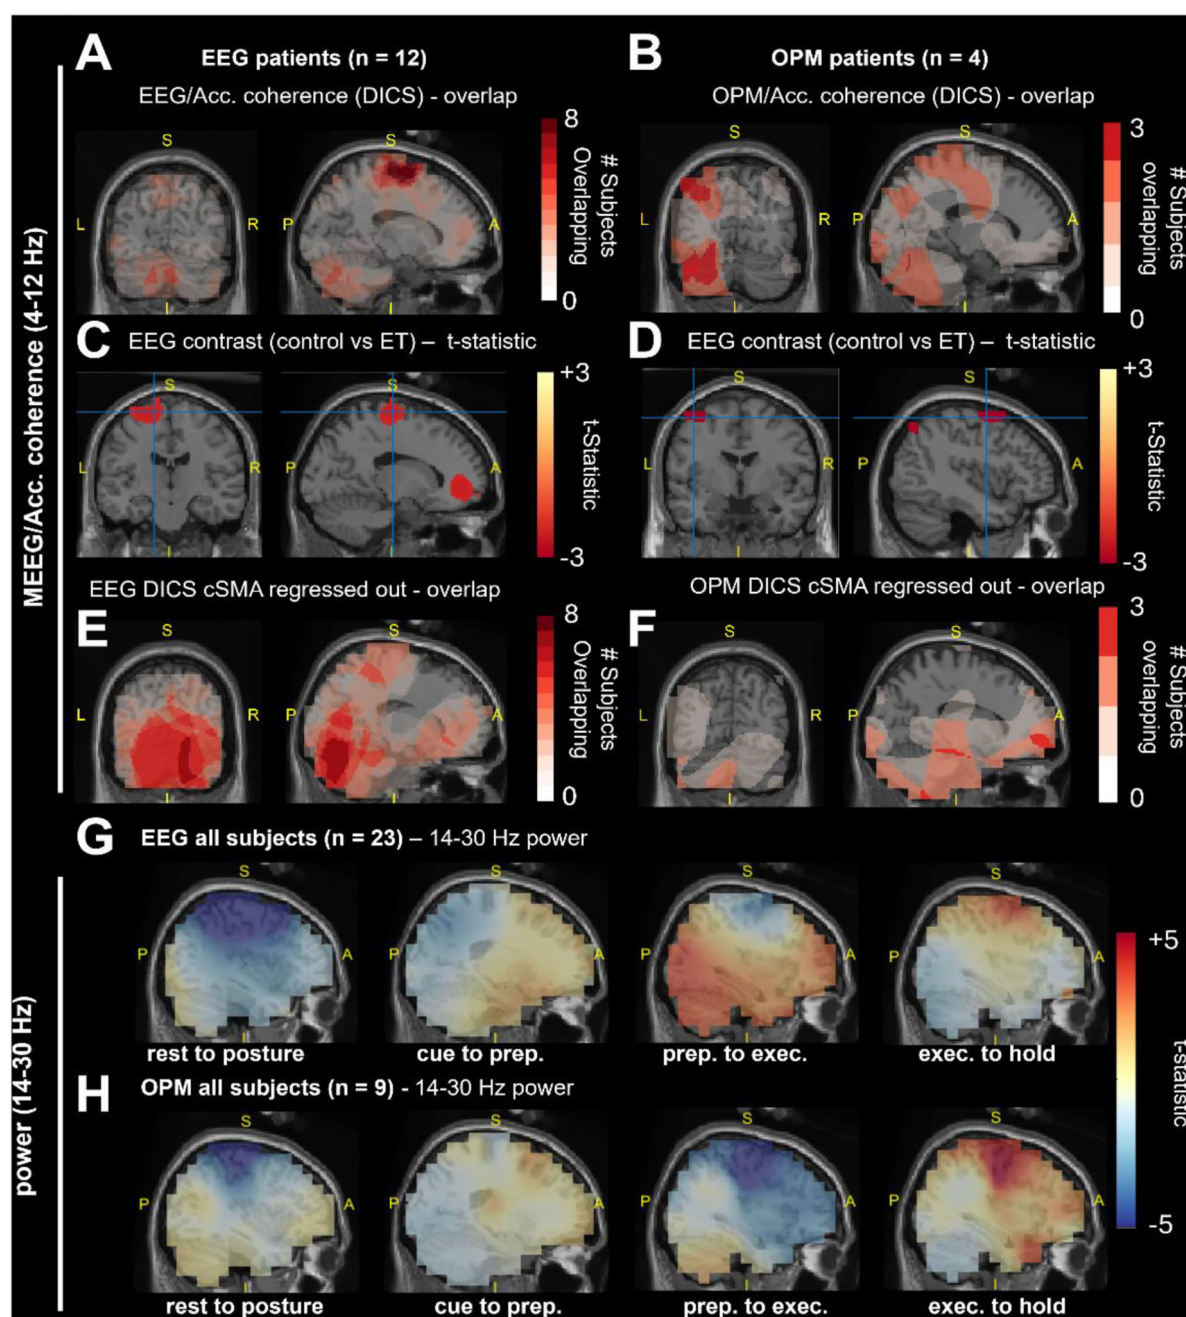 A
EEG patients (n = 12)
EEG/Acc. coherence (DICS) - overlap
S
S
L
R
P
A
I
I
8
0
# Subjects
Overlapping
B
OPM patients (n = 4)
OPM/Acc. coherence (DICS) - overlap
S
S
L
R
P
A
I
I
3
0
# Subjects
overlapping
MEEG/Acc. coherence (4-12 Hz)
C
EEG contrast (control vs ET) – t-statistic
S
S
L
R
P
A
I
I
+3
-3
t-Statistic
D
EEG contrast (control vs ET) – t-statistic
S
S
L
R
P
A
I
I
+3
-3
t-Statistic
EEG DICS cSMA regressed out - overlap
E
S
S
L
R
P
A
I
I
8
0
# Subjects
Overlapping
OPM DICS cSMA regressed out - overlap
F
S
S
L
R
P
A
I
I
3
0
# Subjects
overlapping
G
EEG all subjects (n = 23) – 14-30 Hz power
S
S
S
S
P
A
P
A
P
A
P
A
I
I
I
I
rest to posture
cue to prep.
prep. to exec.
exec. to hold
power (14-30 Hz)
H
OPM all subjects (n = 9) - 14-30 Hz power
S
S
S
S
P
A
P
A
P
A
P
A
I
I
I
I
rest to posture
cue to prep.
prep. to exec.
exec. to hold
+5
-5
t-statistic